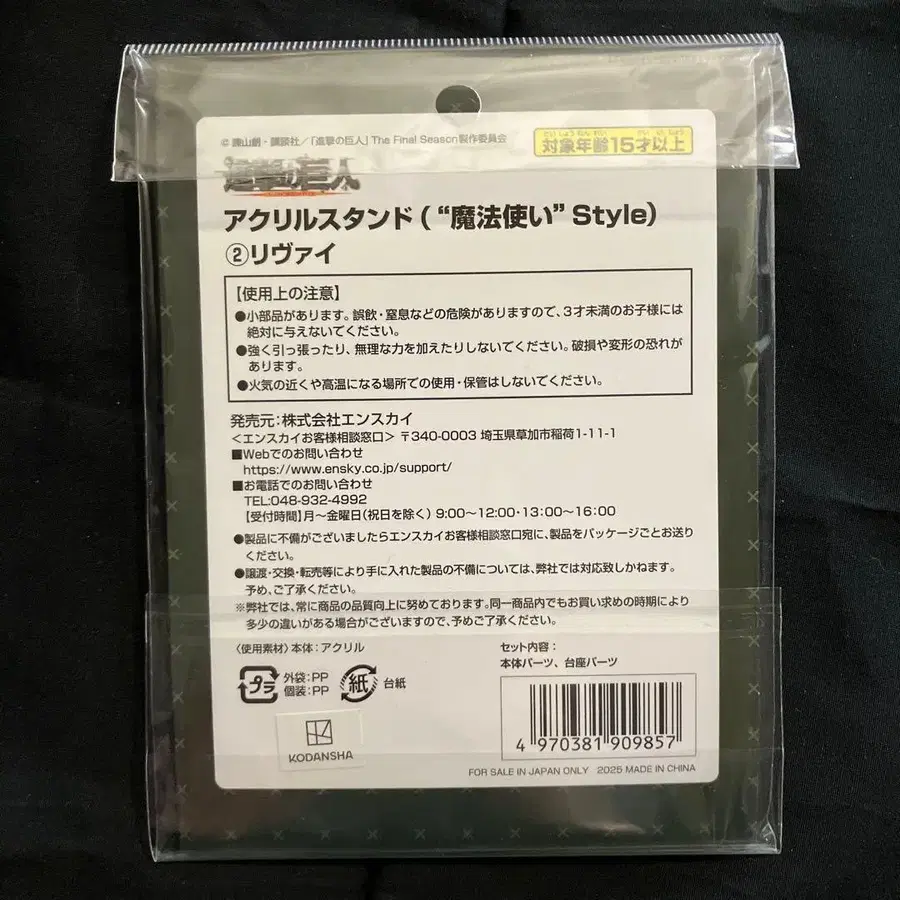 © 諫山創・講談社／「進撃の巨人」The Final Season製作委員会
対象年齢15才以上
進撃の巨人
アクリルスタンド（“魔法使い” Style）
②リヴァイ
【使用上の注意】
●小部品があります。誤飲・窒息などの危険がありますので、3才未満のお子様には
絶対に与えないでください。
●強く引っ張ったり、無理な力を加えたりしないでください。破損や変形の恐れが
あります。
●火気の近くや高温になる場所での使用・保管はしないでください。
発売元：株式会社エンスカイ
＜エンスカイお客様相談窓口＞ 〒340-0003 埼玉県草加市稲荷1-11-1
■Webでのお問い合わせ
https://www.ensky.co.jp/support/
■お電話でのお問い合わせ
TEL:048-932-4992
【受付時間】月～金曜日(祝日を除く) 9:00～12:00・13:00～16:00
●製品に不備がございましたらエンスカイお客様相談窓口宛に、製品をパッケージごとお送り
ください。
●譲渡・交換・転売等により手に入れた製品の不備については、弊社では対応致しかねます。
予め、ご了承ください。
※弊社では、常に商品の品質向上に努めております。同一商品内でもお買い求めの時期により
多少の違いがある場合がございますので、予めご了承ください。
〈使用素材〉本体：アクリル
セット内容：
本体パーツ、台座パーツ
プラ 外袋：PP
個装：PP
紙 台紙
KODANSHA
4 970381 909857
FOR SALE IN JAPAN ONLY 2025 MADE IN CHINA